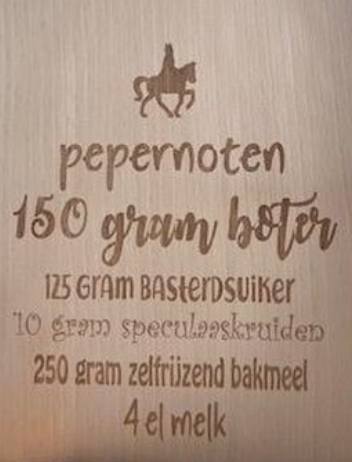 pepernoten
150 gram boter
125 Gram Basterdsuiker
10 gram speculaaskruiden
250 gram zelfrijzend bakmeel
4 el melk